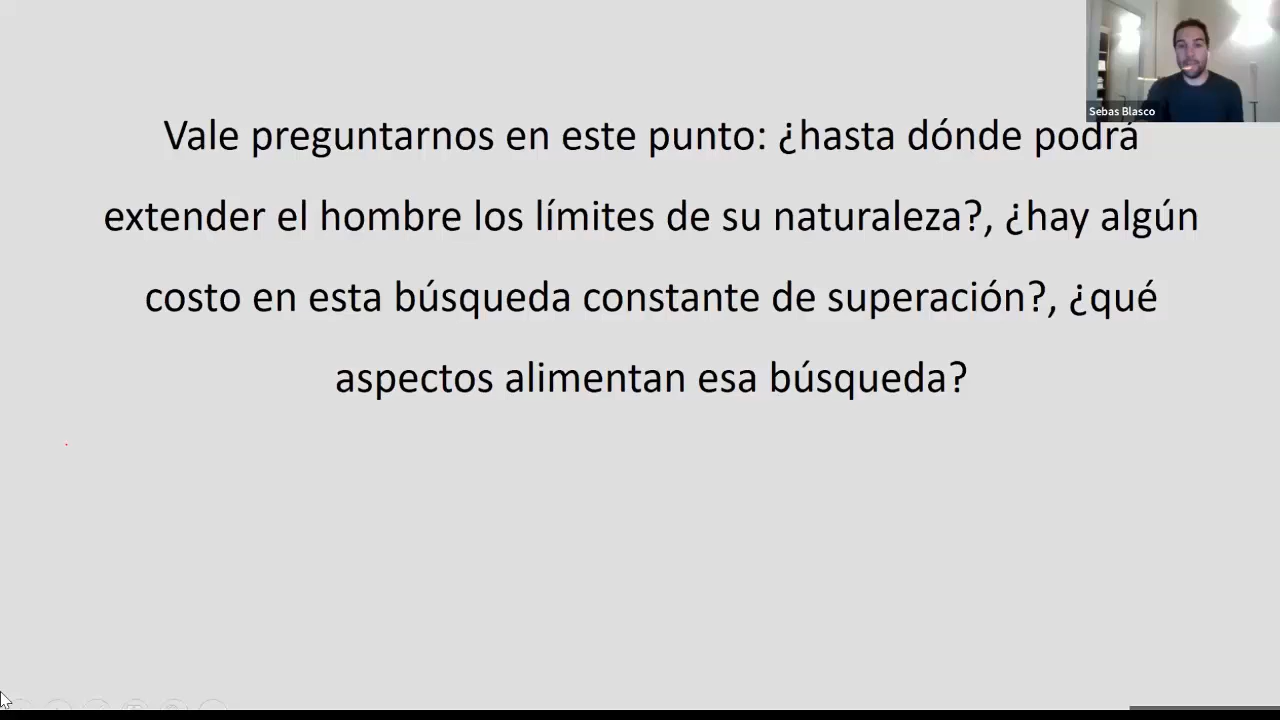 Sebas Blasco
Vale preguntarnos en este punto: ¿hasta dónde podrá
extender el hombre los límites de su naturaleza?, ¿hay algún
costo en esta búsqueda constante de superación?, ¿qué
aspectos alimentan esa búsqueda?